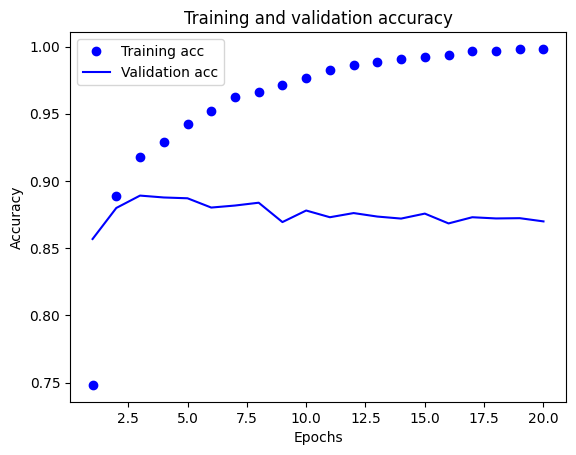 Training and validation accuracy
Training acc
Validation acc
1.00
0.95
0.90
0.85
0.80
0.75
Accuracy
2.5 5.0 7.5 10.0 12.5 15.0 17.5 20.0
Epochs